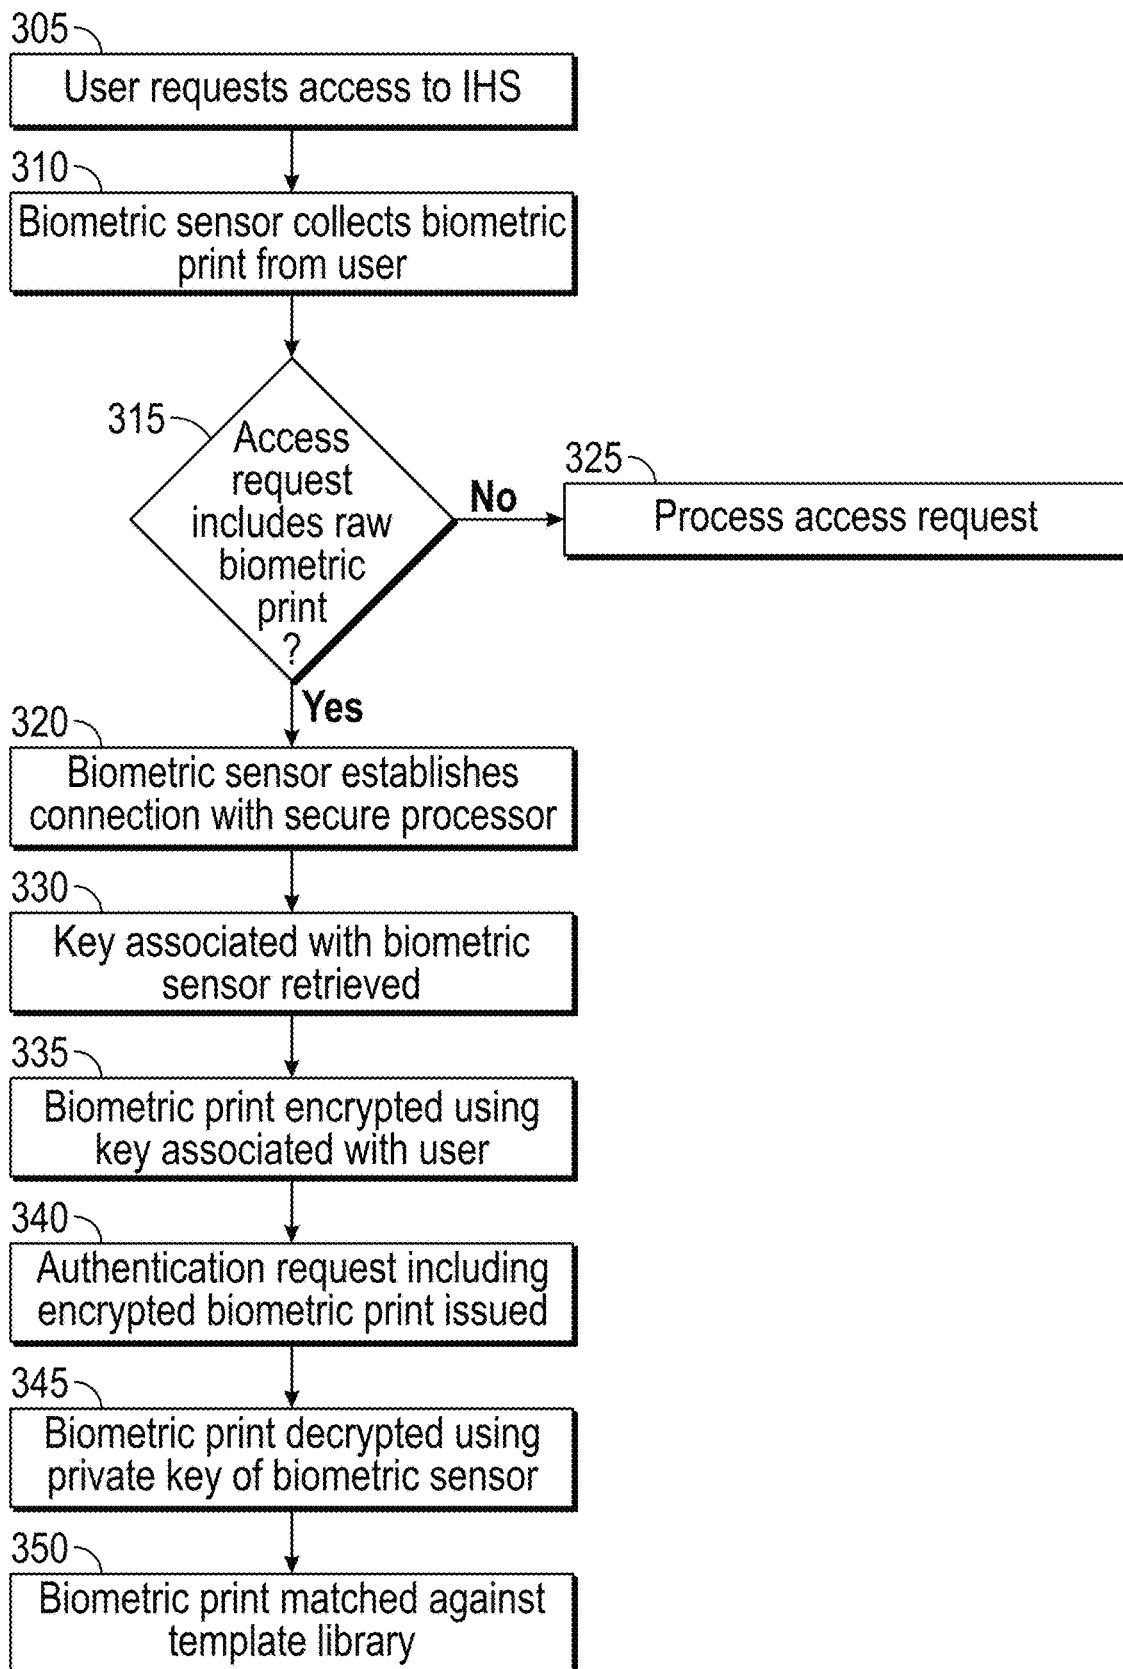 305
User requests access to IHS
310
Biometric sensor collects biometric
print from user
315
Access
request
includes raw
biometric
print
?
No
325
Process access request
Yes
320
Biometric sensor establishes
connection with secure processor
330
Key associated with biometric
sensor retrieved
335
Biometric print encrypted using
key associated with user
340
Authentication request including
encrypted biometric print issued
345
Biometric print decrypted using
private key of biometric sensor
350
Biometric print matched against
template library